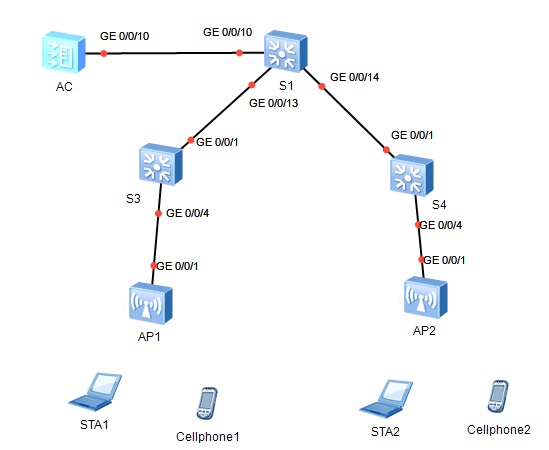 GE 0/0/10
GE 0/0/10
AC
S1
GE 0/0/14
GE 0/0/13
GE 0/0/1
GE 0/0/1
S3
S4
GE 0/0/4
GE 0/0/4
GE 0/0/1
GE 0/0/1
AP1
AP2
STA1
Cellphone1
STA2
Cellphone2